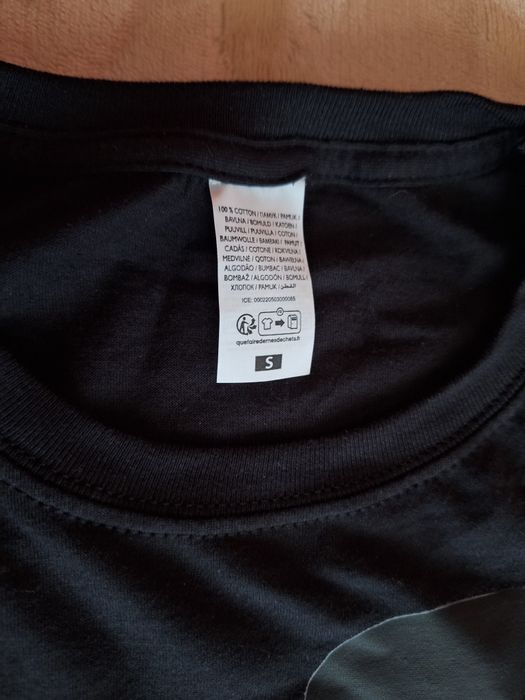 100 % COTTON / ПАМУК / PAMUK /
BAVLNA / BOMULD / KATOEN /
PUUVILL / PUUVILLA / COTON /
BAUMWOLLE / ΒΑΜΒΑΚΙ / PAMUT /
CADÁS / COTONE / KOKVILNA /
MEDVILNĖ / QOTON / BAWEŁNA /
ALGODÃO / BUMBAC / BAVLNA /
BOMBAŽ / ALGODÓN / BOMULL /
ХЛОПОК / PAMUK / القطن /
ICE: 000220503000085
FR
quefairedemesdechets.fr
S